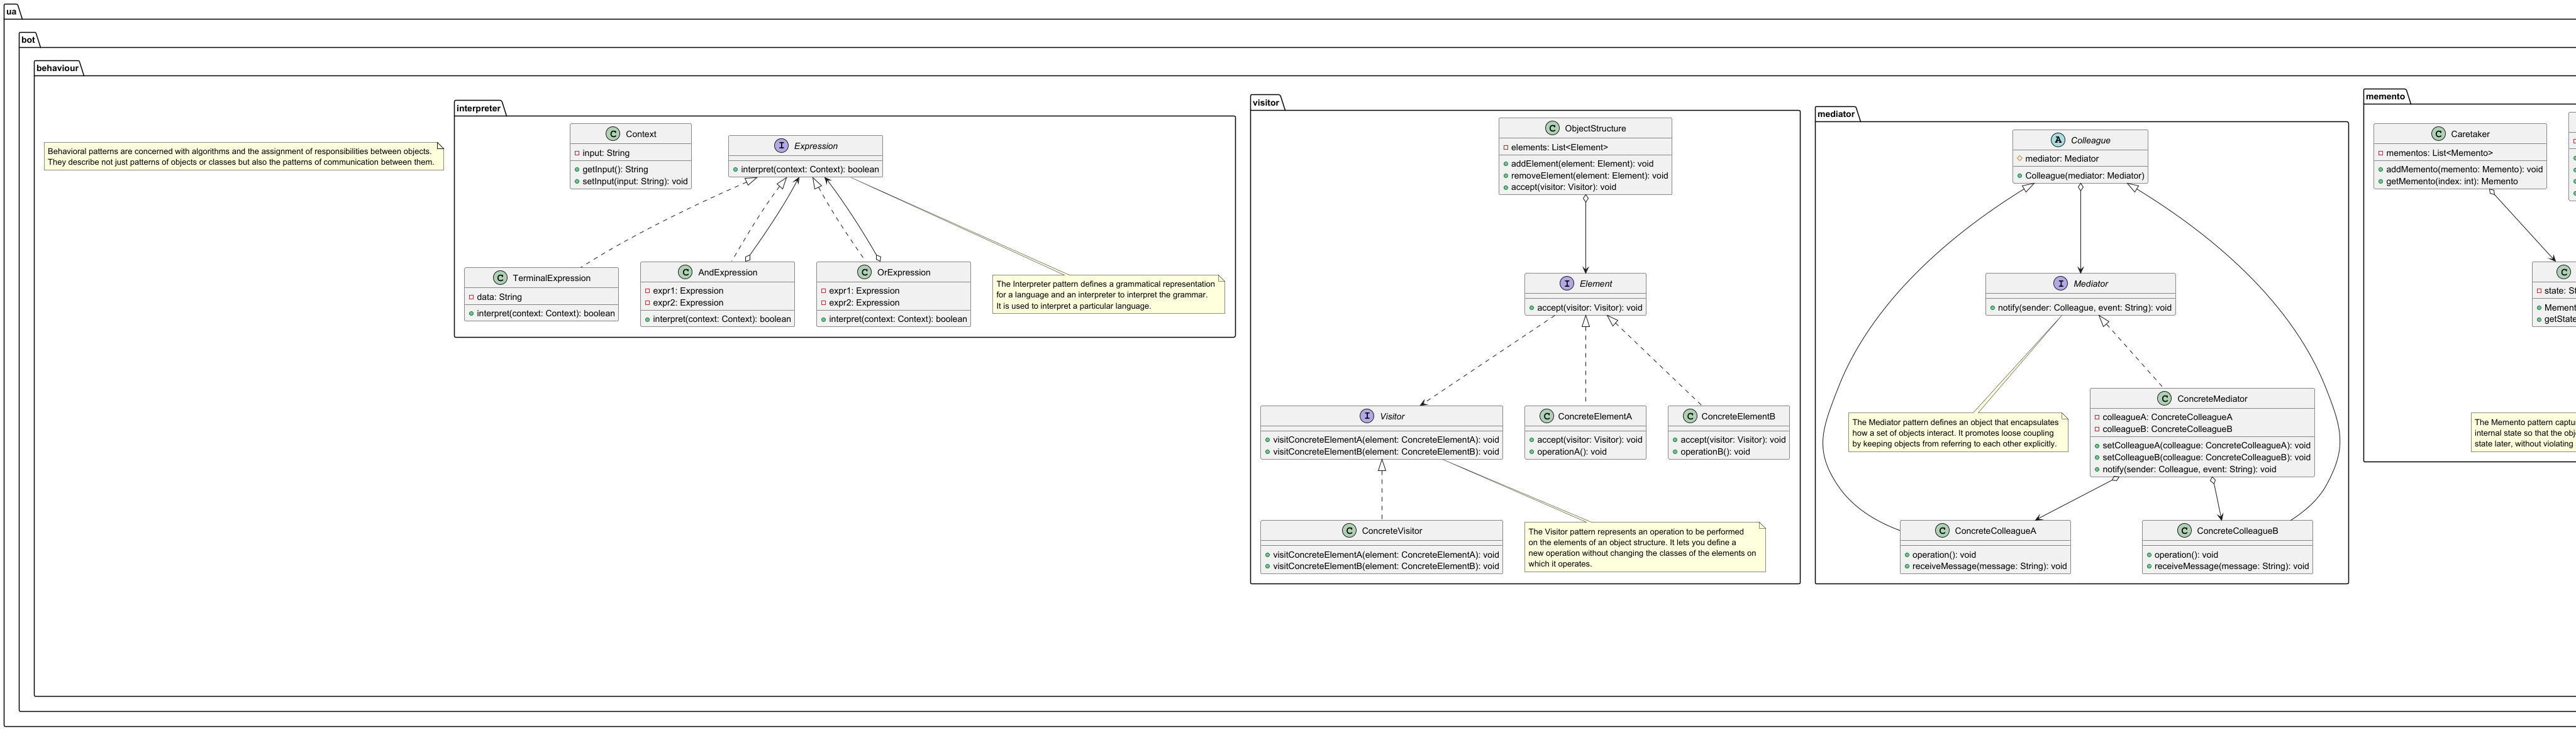 ua
bot
behaviour
Behavioral patterns are concerned with algorithms and the assignment of responsibilities between objects.
They describe not just patterns of objects or classes but also the patterns of communication between them.
interpreter
C Context
input: String
getInput(): String
setInput(input: String): void
I Expression
interpret(context: Context): boolean
C TerminalExpression
data: String
interpret(context: Context): boolean
C AndExpression
expr1: Expression
expr2: Expression
interpret(context: Context): boolean
C OrExpression
expr1: Expression
expr2: Expression
interpret(context: Context): boolean
The Interpreter pattern defines a grammatical representation
for a language and an interpreter to interpret the grammar.
It is used to interpret a particular language.
visitor
C ObjectStructure
elements: List<Element>
addElement(element: Element): void
removeElement(element: Element): void
accept(visitor: Visitor): void
I Element
accept(visitor: Visitor): void
I Visitor
visitConcreteElementA(element: ConcreteElementA): void
visitConcreteElementB(element: ConcreteElementB): void
C ConcreteElementA
accept(visitor: Visitor): void
operationA(): void
C ConcreteElementB
accept(visitor: Visitor): void
operationB(): void
C ConcreteVisitor
visitConcreteElementA(element: ConcreteElementA): void
visitConcreteElementB(element: ConcreteElementB): void
The Visitor pattern represents an operation to be performed
on the elements of an object structure. It lets you define a
new operation without changing the classes of the elements on
which it operates.
mediator
A Colleague
mediator: Mediator
Colleague(mediator: Mediator)
I Mediator
notify(sender: Colleague, event: String): void
The Mediator pattern defines an object that encapsulates
how a set of objects interact. It promotes loose coupling
by keeping objects from referring to each other explicitly.
C ConcreteMediator
colleagueA: ConcreteColleagueA
colleagueB: ConcreteColleagueB
setColleagueA(colleague: ConcreteColleagueA): void
setColleagueB(colleague: ConcreteColleagueB): void
notify(sender: Colleague, event: String): void
C ConcreteColleagueA
operation(): void
receiveMessage(message: String): void
C ConcreteColleagueB
operation(): void
receiveMessage(message: String): void
memento
C Caretaker
mementos: List<Memento>
addMemento(memento: Memento): void
getMemento(index: int): Memento
C
state:
getState
The Memento pattern
internal state so that the
state later, without violating